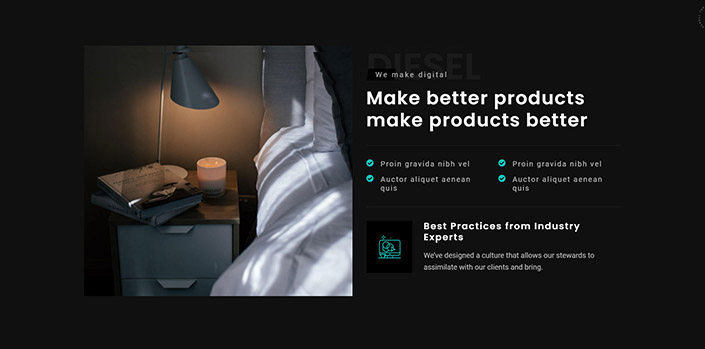 DIESEL
We make digital
Make better products
make products better
Proin gravida nibh vel
Proin gravida nibh vel
Auctor aliquet aenean
quis
Auctor aliquet aenean
quis
Best Practices from Industry
Experts
We've designed a culture that allows our stewards to
assimilate with our clients and bring.